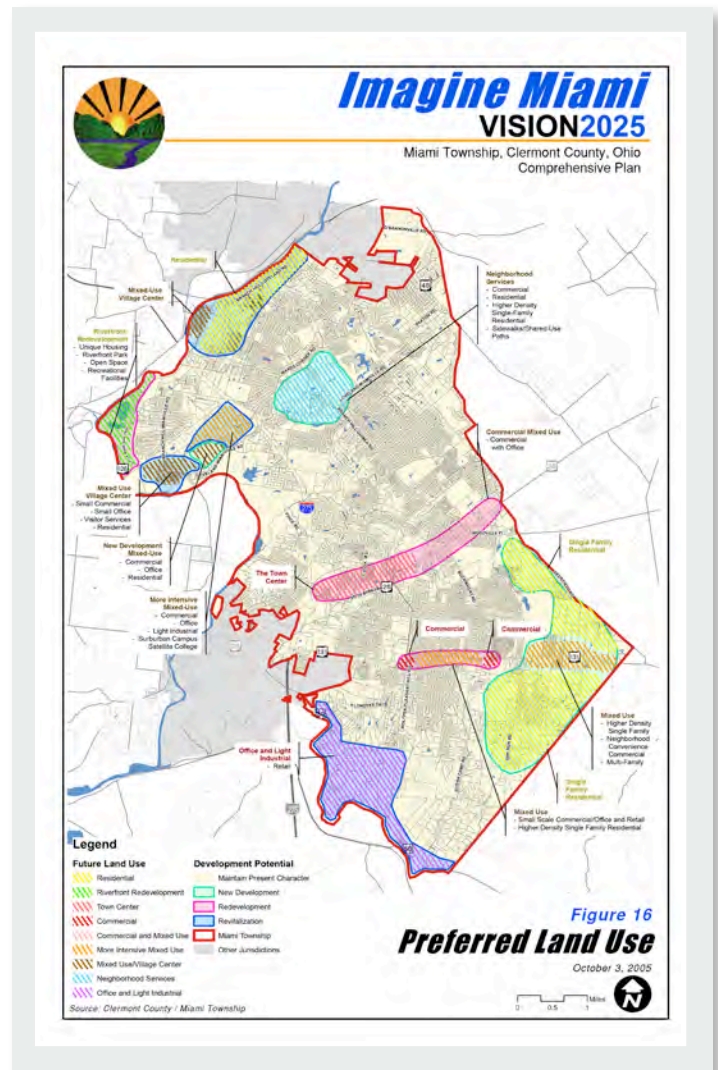 Imagine Miami
VISION2025
Miami Township, Clermont County, Ohio
Comprehensive Plan
Residential
Mixed-Use
Village Center
Riverfront
Redevelopment
- Unique Housing
- Riverfront Park
- Open Space
- Recreational
Facilities
Neighborhood
Services
- Commercial
- Residential
- Higher Density
Single-Family
Residential
- Sidewalks/Shared-Use
Paths
Commercial Mixed Use
- Commercial
with Office
Mixed Use
Village Center
- Small Commercial
- Small Office
- Visitor Services
- Residential
New Development
Mixed-Use
- Commercial
- Office
- Residential
More Intensive
Mixed-Use
- Commercial
- Office
- Light Industrial
- Surburban Campus
Satellite College
Single Family
Residential
The Town
Center
Commercial
Commercial
Office and Light
Industrial
- Retail
Mixed Use
- Higher Density
Single Family
- Neighborhood
Convenience
Commercial
- Multi-Family
Single
Family
Residential
Mixed Use
- Small Scale Commercial/Office and Retail
- Higher Density Single Family Residential
Legend
Future Land Use
Residential
Riverfront Redevelopment
Town Center
Commercial
Commercial and Mixed Use
More Intensive Mixed Use
Mixed Use/Village Center
Neighborhood Services
Office and Light Industrial
Development Potential
Maintain Present Character
New Development
Redevelopment
Revitalization
Miami Township
Other Jurisdictions
Figure 16
Preferred Land Use
October 3, 2005
Miles
0 0.5 1
N
Source: Clermont County / Miami Township